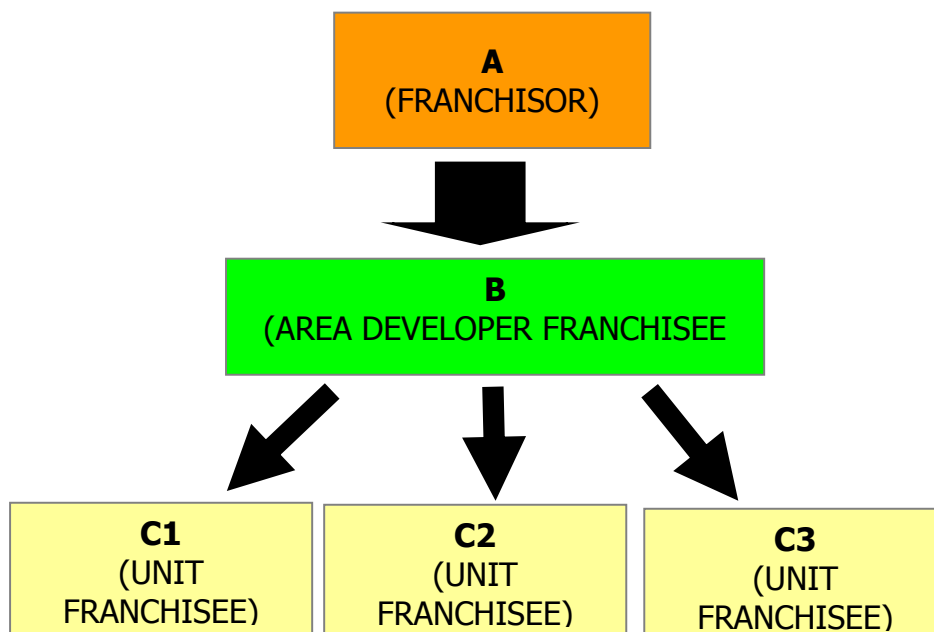 A
(FRANCHISOR)
B
(AREA DEVELOPER FRANCHISEE
C1
(UNIT
FRANCHISEE)
C2
(UNIT
FRANCHISEE)
C3
(UNIT
FRANCHISEE)